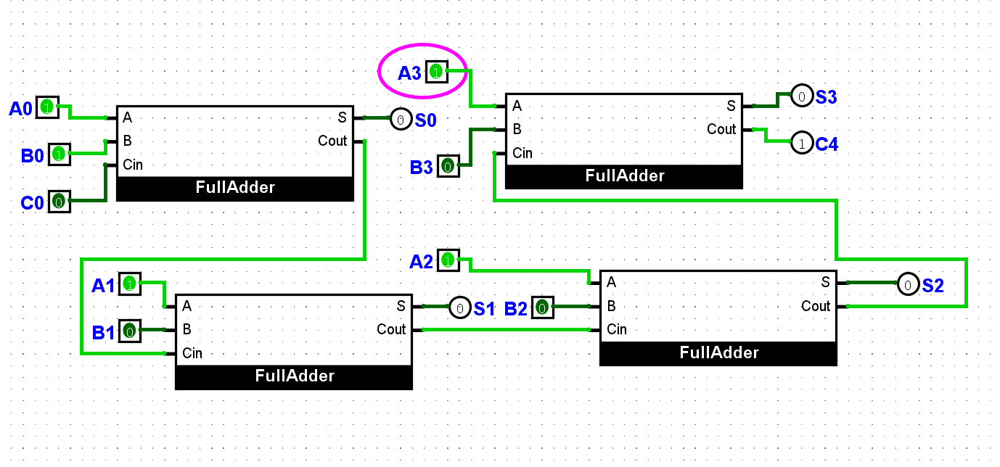 A3 1
A0 1
B0 1
C0 0
A
B
Cin
S
Cout
FullAdder
0 S0
B3 0
A
B
Cin
S
Cout
FullAdder
0 S3
1 C4
A1 1
B1 0
A
B
Cin
S
Cout
FullAdder
0 S1
A2 1
B2 0
A
B
Cin
S
Cout
FullAdder
0 S2